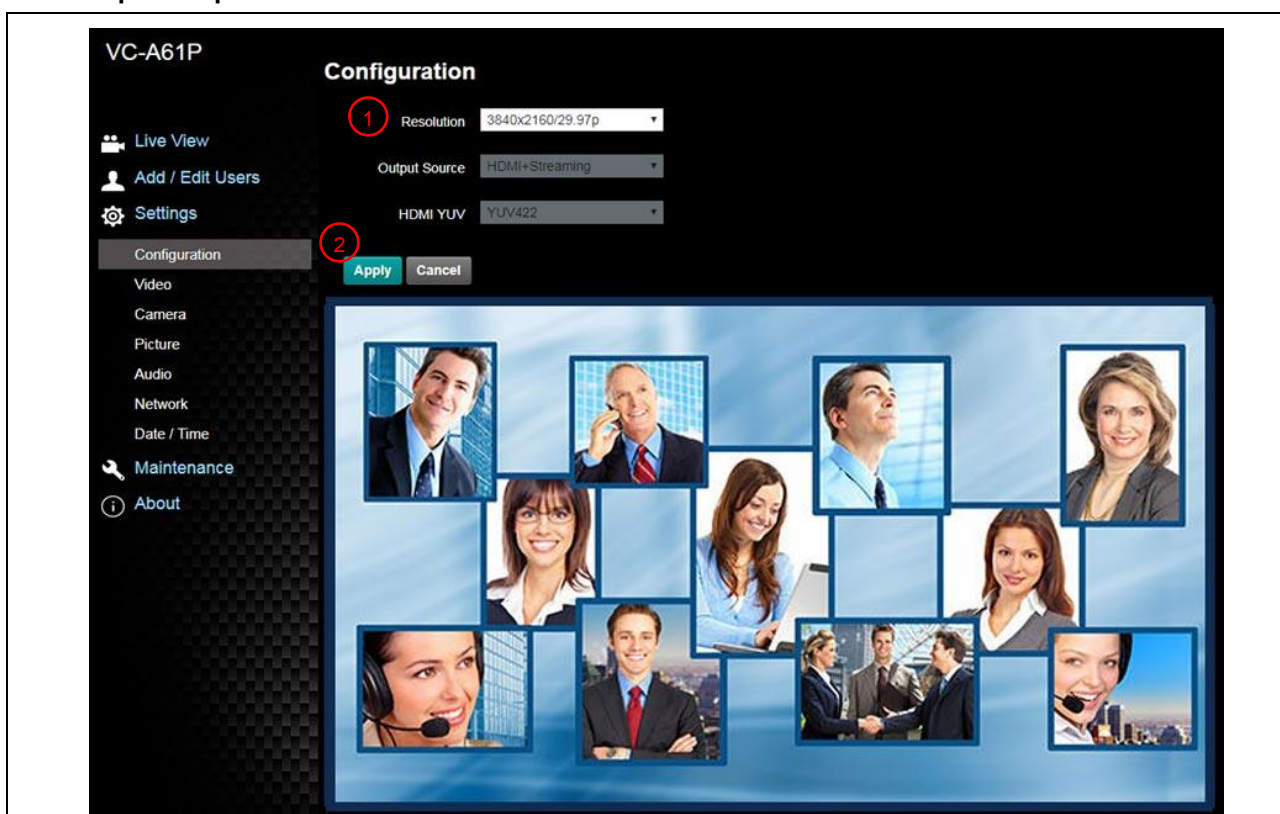 VC-A61P
Configuration
1 Resolution 3840x2160/29.97p
Output Source HDMI+Streaming
HDMI YUV YUV422
2
Apply Cancel
Live View
Add / Edit Users
Settings
Configuration
Video
Camera
Picture
Audio
Network
Date / Time
Maintenance
About